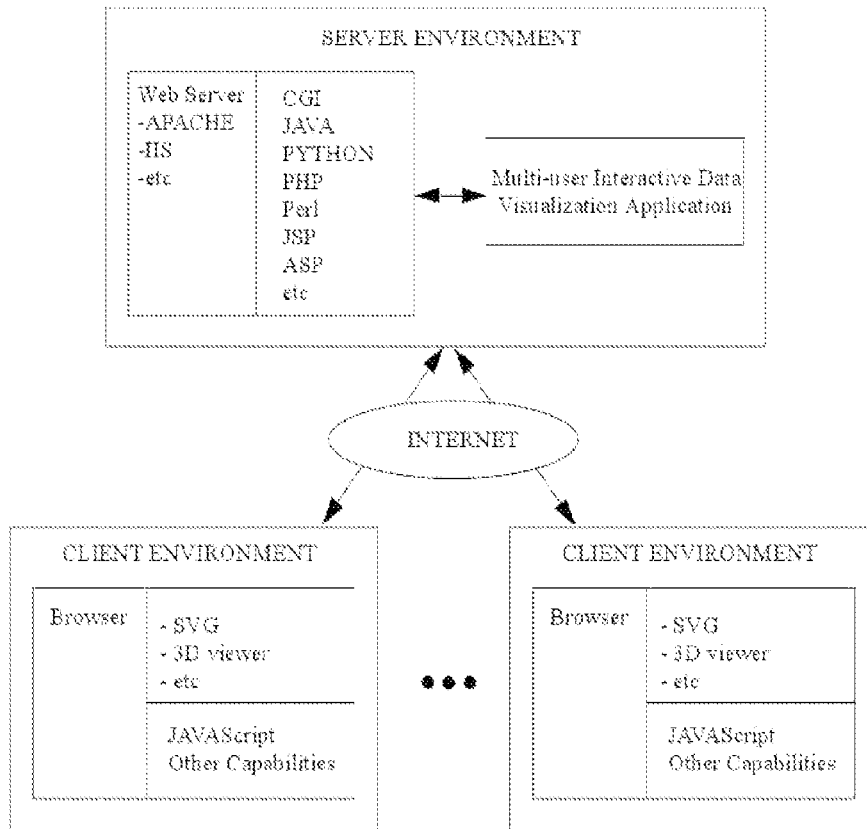 SERVER ENVIRONMENT
Web Server
-APACHE
-IIS
-etc
CGI
JAVA
PYTHON
PHP
Perl
JSP
ASP
etc
Multi-user Interactive Data
Visualization Application
INTERNET
CLIENT ENVIRONMENT
Browser
- SVG
- 3D viewer
- etc
JAVAScript
Other Capabilities
CLIENT ENVIRONMENT
Browser
- SVG
- 3D viewer
- etc
JAVAScript
Other Capabilities